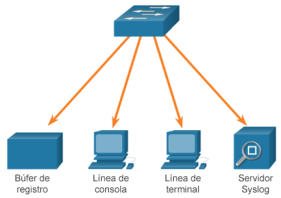 Búfer de
registro
Línea de
consola
Línea de
terminal
Servidor
Syslog